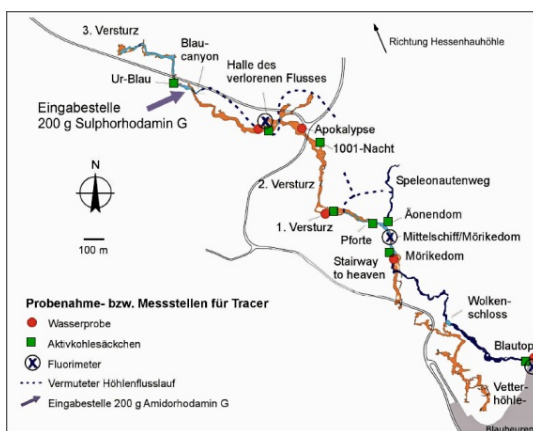 3. Versturz
Blau-
canyon
Halle des
verlorenen Flusses
Richtung Hessenhauhöhle
Ur-Blau
Eingabestelle
200 g Sulphorhodamin G
Apokalypse
1001-Nacht
N
2. Versturz
Speleonautenweg
100 m
1. Versturz
Äonendom
Pforte
Mittelschiff/Mörikedom
Stairway
to heaven
Mörikedom
Probenahme- bzw. Messstellen für Tracer
Wasserprobe
Aktivkohlesäckchen
Fluorimeter
Vermuteter Höhlenflusslauf
Eingabestelle 200 g Amidorhodamin G
Wolken-
schloss
Blautop
Vetter-
höhle
Blaubeuren